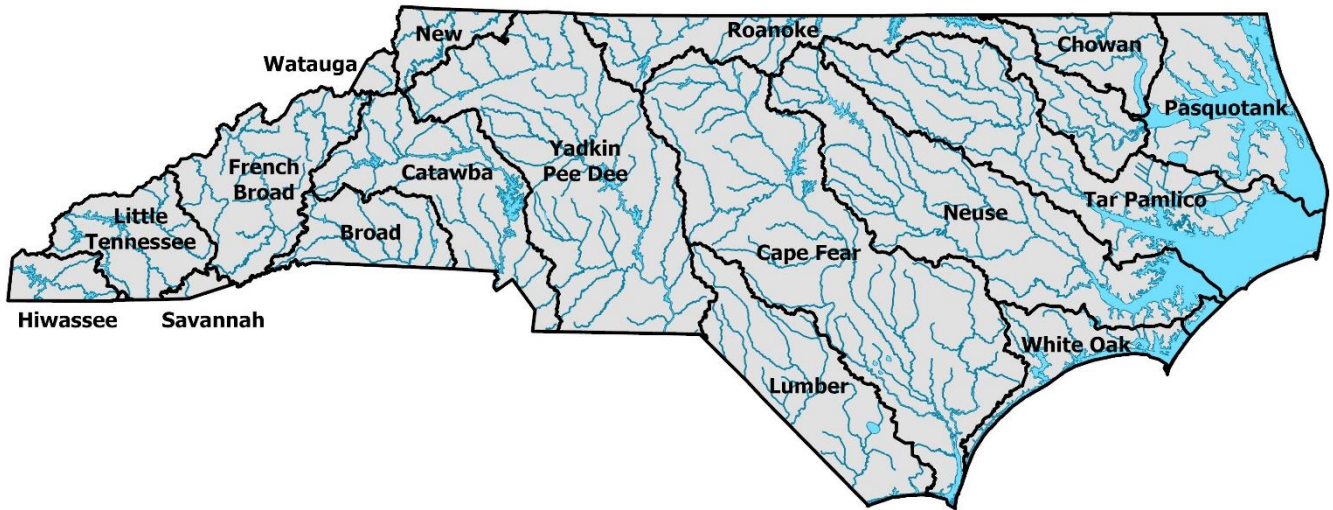 New
Roanoke
Chowan
Watauga
Pasquotank
Yadkin
Pee Dee
French
Broad
Catawba
Little
Tennessee
Tar Pamlico
Neuse
Broad
Cape Fear
Hiwassee
Savannah
White Oak
Lumber